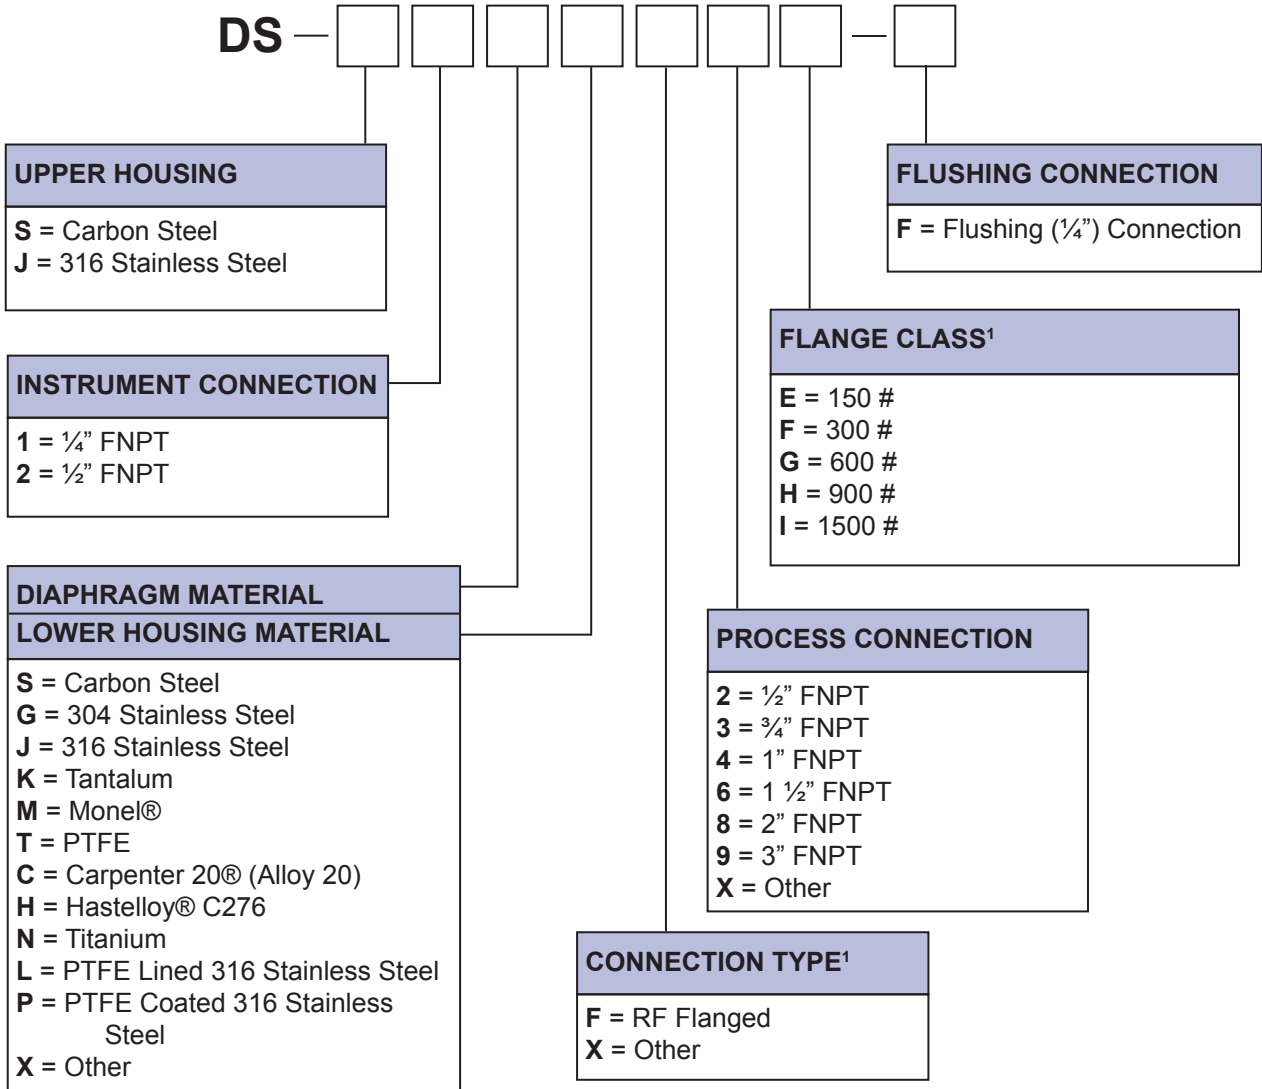 DS
UPPER HOUSING
S = Carbon Steel
J = 316 Stainless Steel
INSTRUMENT CONNECTION
1 = ¼” FNPT
2 = ½” FNPT
DIAPHRAGM MATERIAL
LOWER HOUSING MATERIAL
S = Carbon Steel
G = 304 Stainless Steel
J = 316 Stainless Steel
K = Tantalum
M = Monel®
T = PTFE
C = Carpenter 20® (Alloy 20)
H = Hastelloy® C276
N = Titanium
L = PTFE Lined 316 Stainless Steel
P = PTFE Coated 316 Stainless
Steel
X = Other
CONNECTION TYPE¹
F = RF Flanged
X = Other
PROCESS CONNECTION
2 = ½” FNPT
3 = ¾” FNPT
4 = 1” FNPT
6 = 1 ½” FNPT
8 = 2” FNPT
9 = 3” FNPT
X = Other
FLANGE CLASS¹
E = 150 #
F = 300 #
G = 600 #
H = 900 #
I = 1500 #
FLUSHING CONNECTION
F = Flushing (¼”) Connection